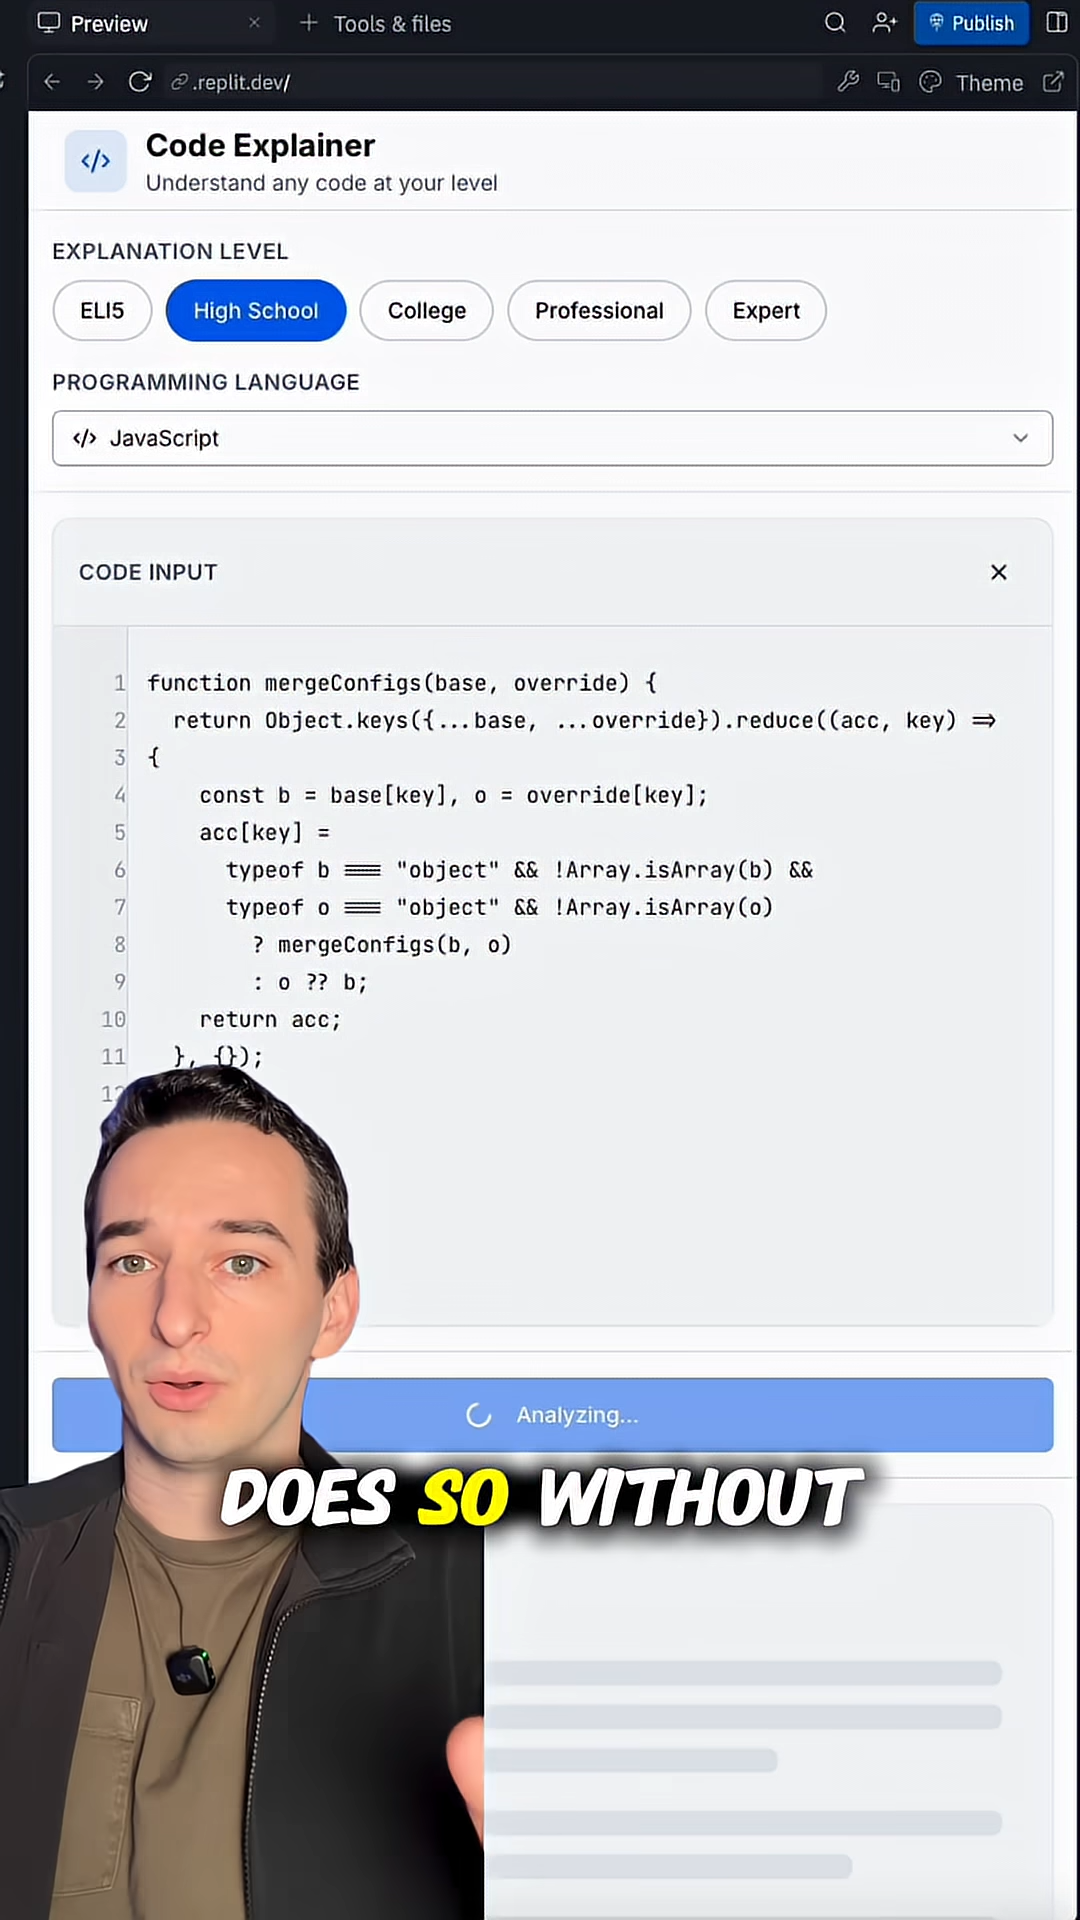 Preview
Tools & files
Publish
.replit.dev/
Theme
Code Explainer
Understand any code at your level
EXPLANATION LEVEL
ELI5
High School
College
Professional
Expert
PROGRAMMING LANGUAGE
</> JavaScript
CODE INPUT
1 function mergeConfigs(base, override) {
2 return Object.keys({...base, ...override}).reduce((acc, key) =>
3 {
4 const b = base[key], o = override[key];
5 acc[key] =
6 typeof b === "object" && !Array.isArray(b) &&
7 typeof o === "object" && !Array.isArray(o)
8 ? mergeConfigs(b, o)
9 : o ?? b;
10 return acc;
11 }, {});
12
Analyzing...
DOES SO WITHOUT